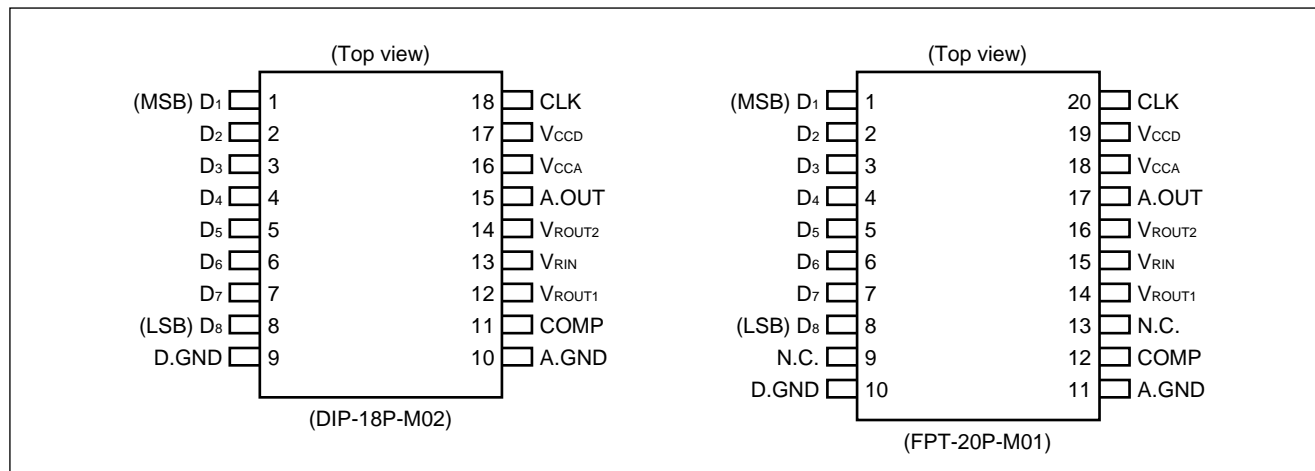 (Top view)
(MSB) D1 1 18 CLK
D2 2 17 VCCD
D3 3 16 VCCA
D4 4 15 A.OUT
D5 5 14 VROUT2
D6 6 13 VRIN
D7 7 12 VROUT1
(LSB) D8 8 11 COMP
D.GND 9 10 A.GND
(DIP-18P-M02)
(Top view)
(MSB) D1 1 20 CLK
D2 2 19 VCCD
D3 3 18 VCCA
D4 4 17 A.OUT
D5 5 16 VROUT2
D6 6 15 VRIN
D7 7 14 VROUT1
(LSB) D8 8 13 N.C.
N.C. 9 12 COMP
D.GND 10 11 A.GND
(FPT-20P-M01)